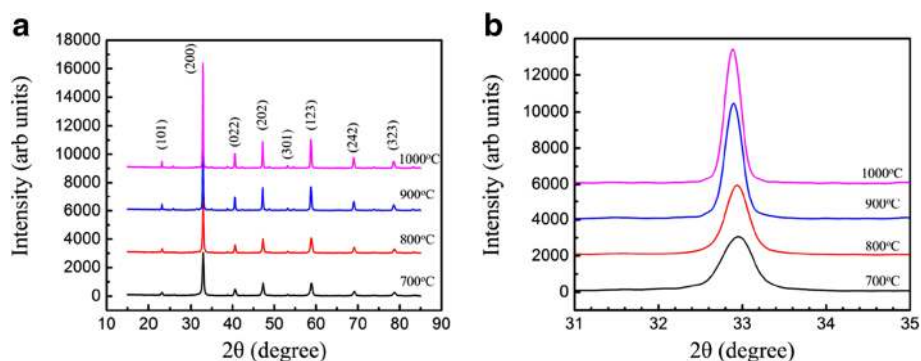 a
18000
16000
14000
12000
10000
8000
6000
4000
2000
0
Intensity (arb units)
(101)
(200)
(022)
(202)
(301)
(123)
(242)
(323)
1000°C
900°C
800°C
700°C
10 20 30 40 50 60 70 80 90
2θ (degree)
b
14000
12000
10000
8000
6000
4000
2000
0
Intensity (arb units)
1000°C
900°C
800°C
700°C
31 32 33 34 35
2θ (degree)